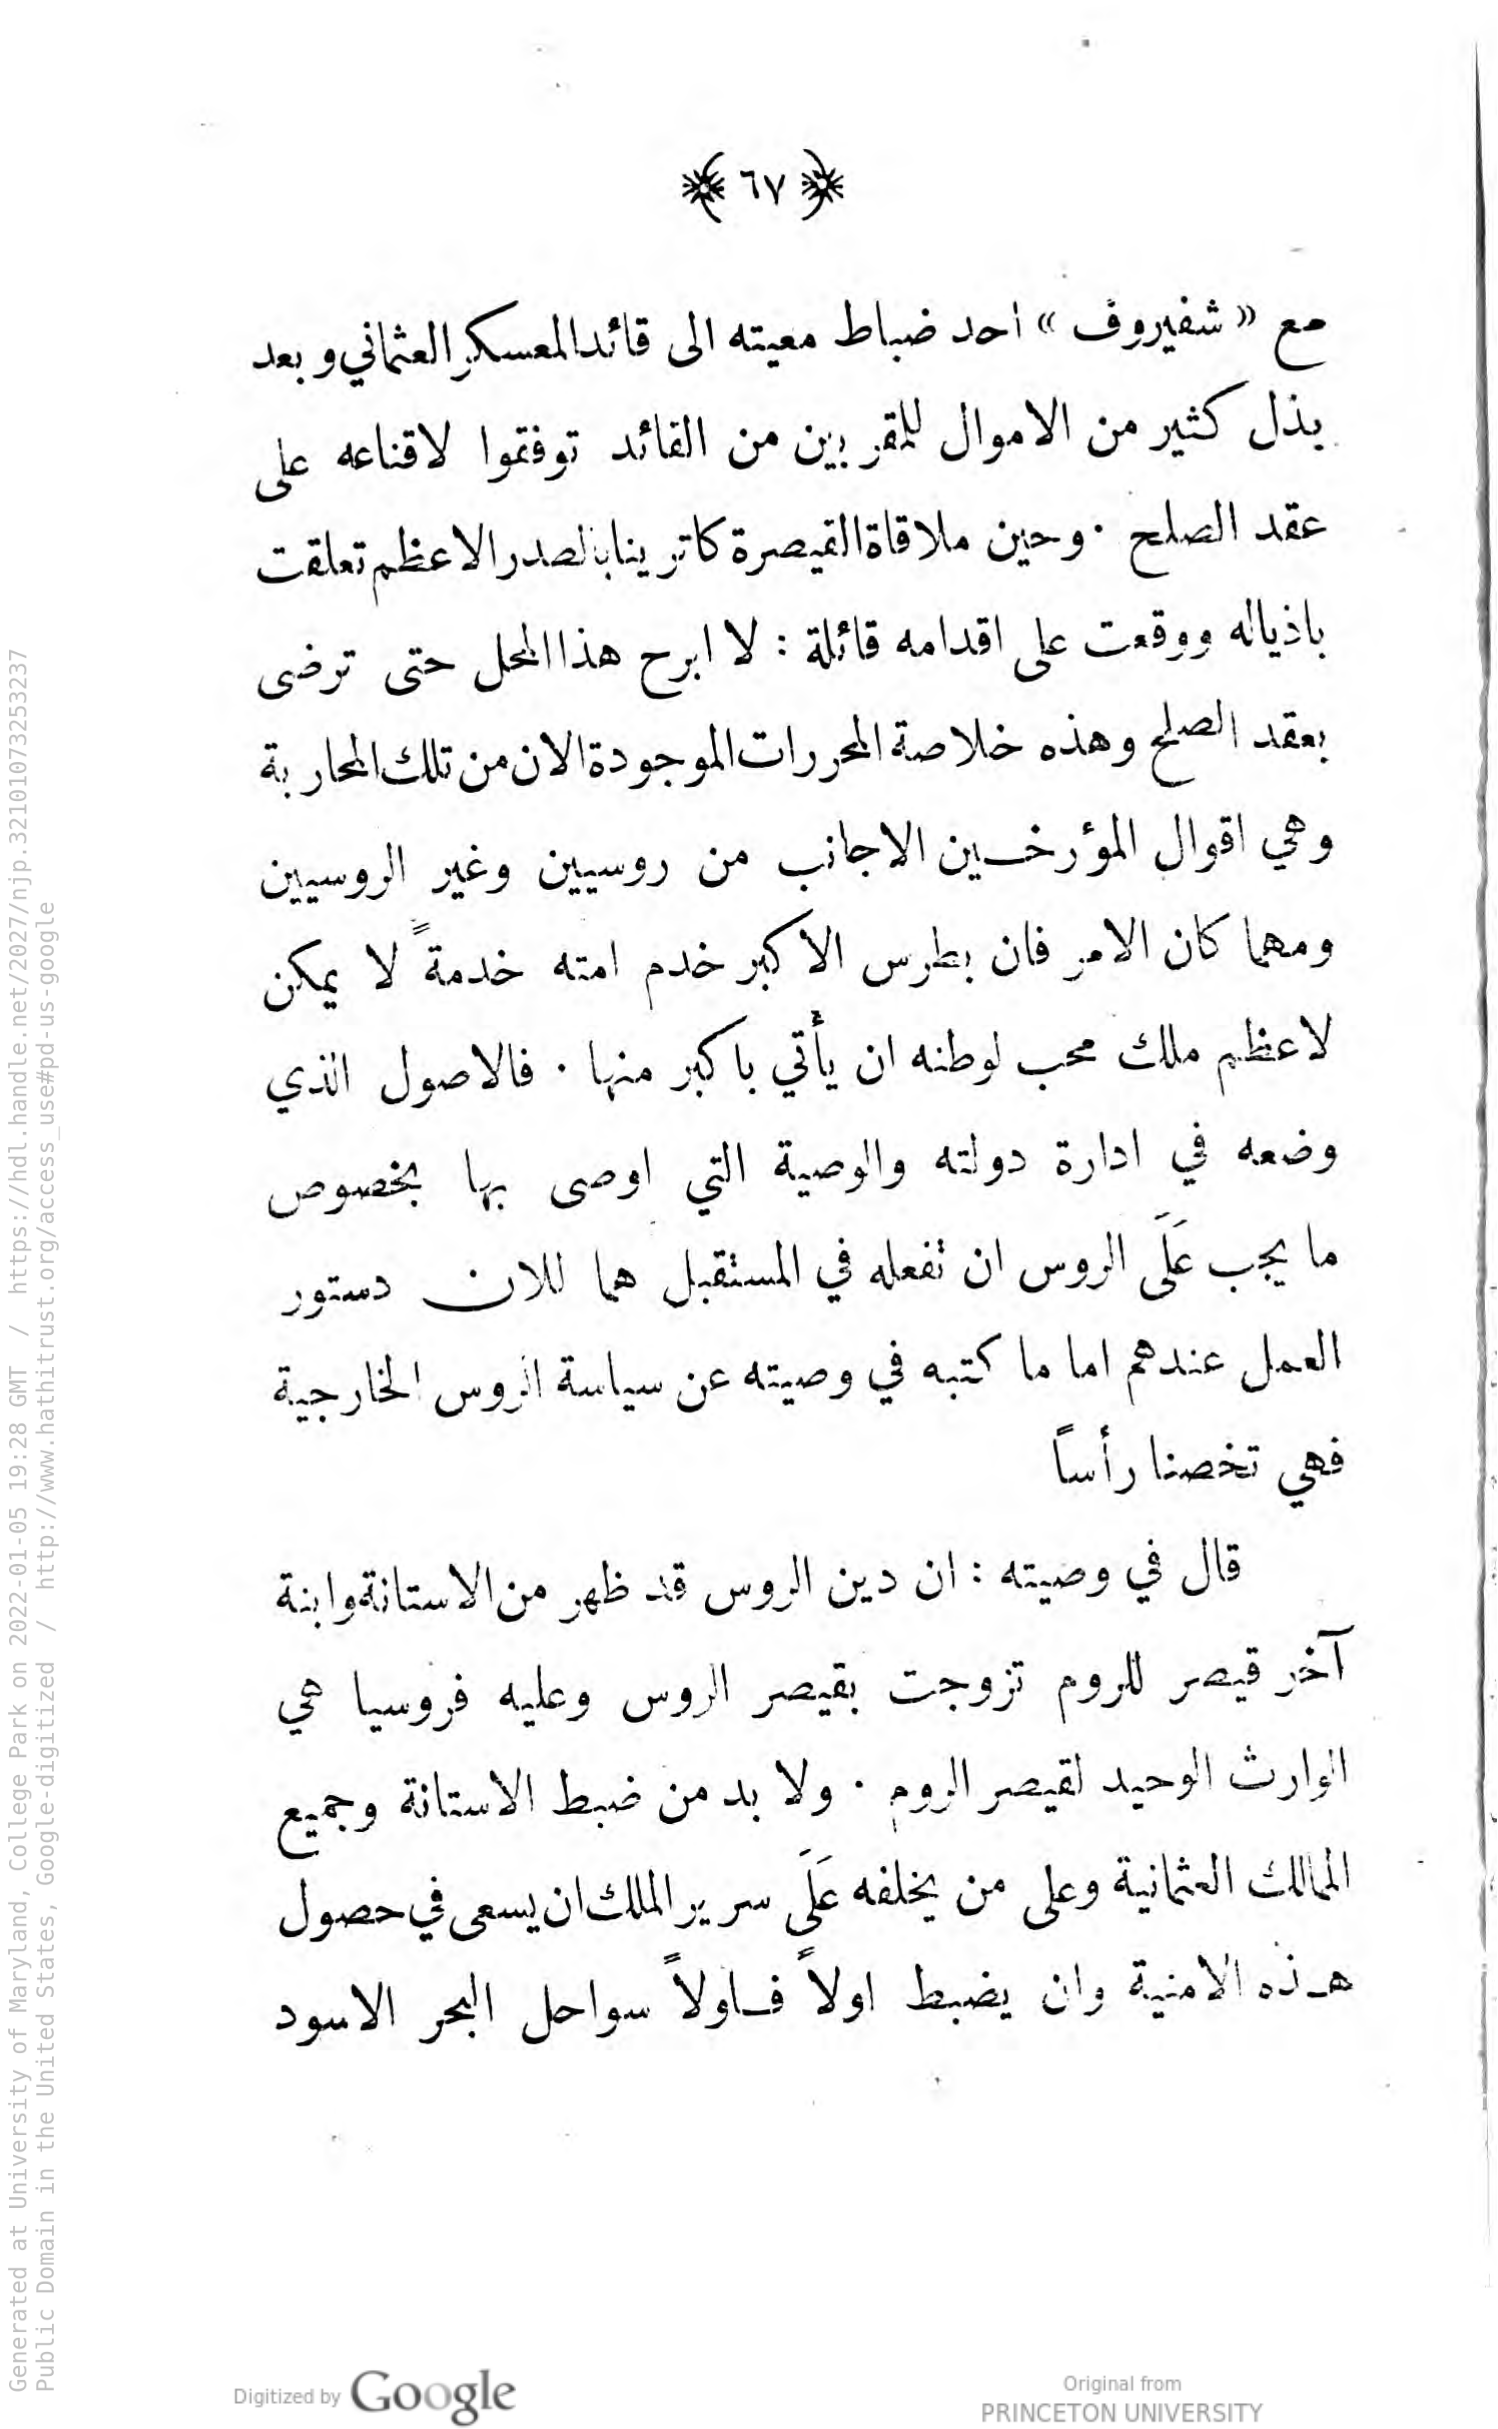 ﴿ ٦٧ ﴾
مع « شفيروف » احد ضباط معيته الى قائد المعسكر العثماني وبعد
بذل كثير من الاموال للمقربين من القائد توفقوا لاقناعه على
عقد الصلح ٠ وحين ملاقاة القيصرة كاترينا بالصدر الاعظم تعلقت
باذياله ووقعت على اقدامه قائلة : لا ابرح هذا المحل حتى ترضى
بعقد الصلح وهذه خلاصة المحررات الموجودة الان من تلك المحاربة
وهي اقوال المؤرخين الاجانب من روسيين وغير الروسيين
ومهما كان الامر فان بطرس الاكبر خدم امته خدمةً لا يمكن
لاعظم ملك محب لوطنه ان يأتي باكبر منها ٠ فالاصول الذي
وضعه في ادارة دولته والوصية التي اوصى بها بخصوص
ما يجب عَلَى الروس ان تفعله في المستقبل هما للان دستور
العمل عندهم اما ما كتبه في وصيته عن سياسة الروس الخارجية
فهي تخصنا رأساً
قال في وصيته : ان دين الروس قد ظهر من الاستانة وابنة
آخر قيصر للروم تزوجت بقيصر الروس وعليه فروسيا هي
الوارث الوحيد لقيصر الروم ٠ ولا بد من ضبط الاستانة وجميع
الممالك العثمانية وعلى من يخلفه عَلَى سرير الملك ان يسعى في حصول
هذه الامنية وان يضبط اولاً فاولاً سواحل البحر الاسود
Generated at University of Maryland, College Park on 2022-01-05 19:28 GMT / https://hdl.handle.net/2027/njp.32101073253237
Public Domain in the United States, Google-digitized / http://www.hathitrust.org/access_use#pd-us-google
Digitized by Google
Original from
PRINCETON UNIVERSITY